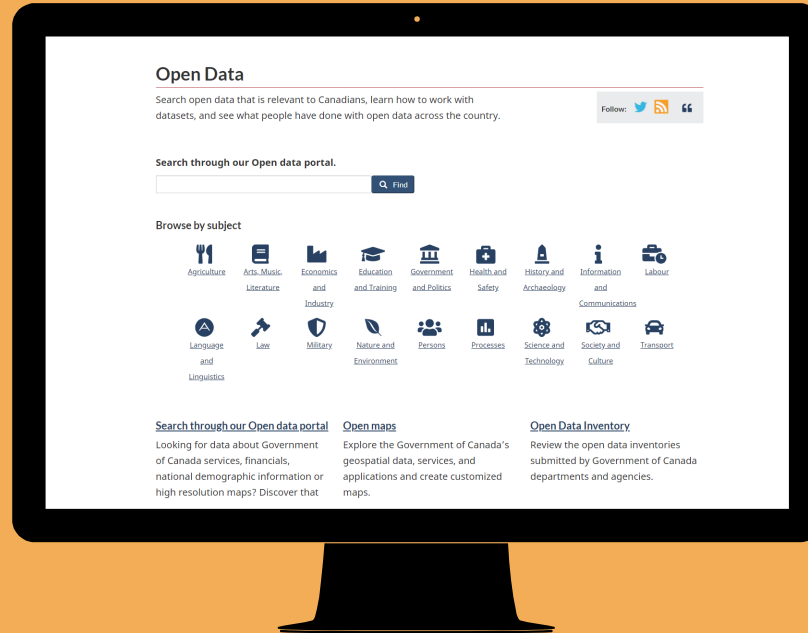 Open Data
Search open data that is relevant to Canadians, learn how to work with
datasets, and see what people have done with open data across the country.
Follow:
Search through our Open data portal.
Find
Browse by subject
Agriculture
Arts, Music,
Literature
Economics
and
Industry
Education
and Training
Government
and Politics
Health and
Safety
History and
Archaeology
Information
and
Communications
Labour
Language
and
Linguistics
Law
Military
Nature and
Environment
Persons
Processes
Science and
Technology
Society and
Culture
Transport
Search through our Open data portal
Looking for data about Government
of Canada services, financials,
national demographic information or
high resolution maps? Discover that
Open maps
Explore the Government of Canada's
geospatial data, services, and
applications and create customized
maps.
Open Data Inventory
Review the open data inventories
submitted by Government of Canada
departments and agencies.